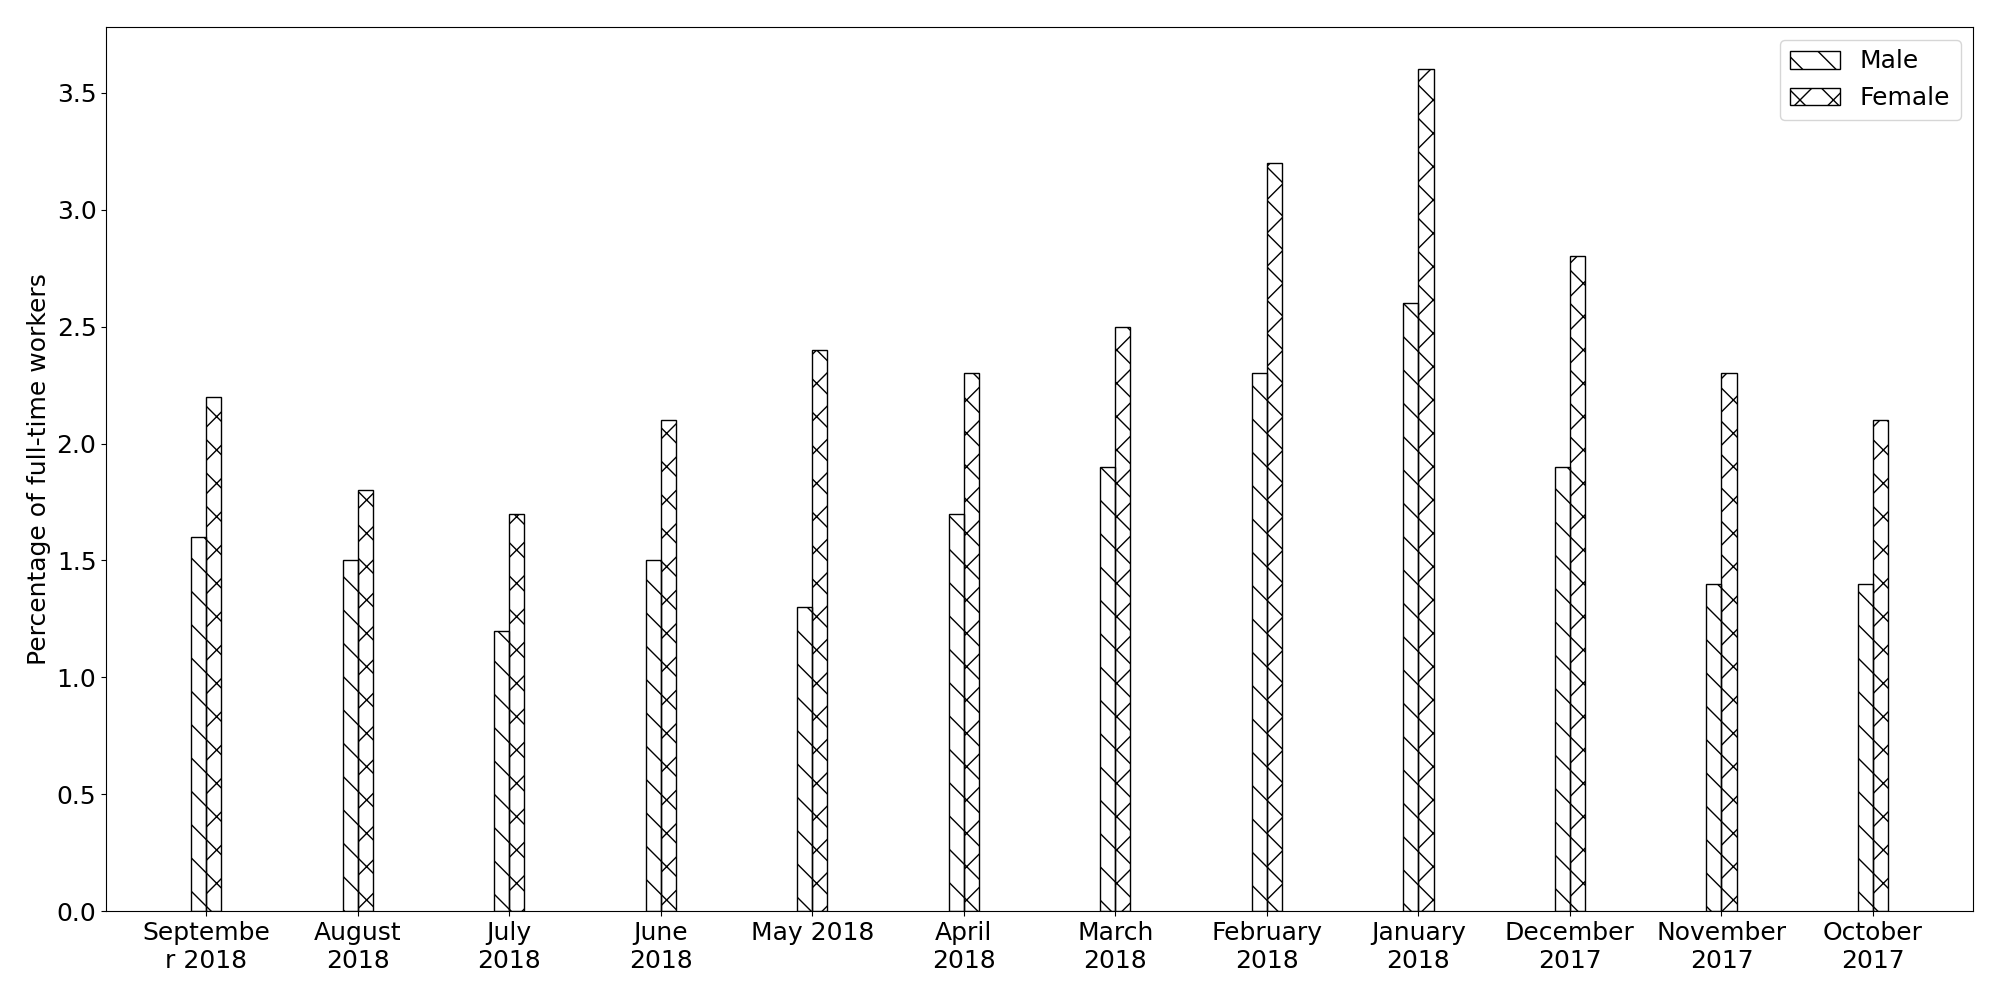 Male
Female
Percentage of full-time workers
3.5
3.0
2.5
2.0
1.5
1.0
0.5
0.0
Septembe
r 2018
August
2018
July
2018
June
2018
May 2018
April
2018
March
2018
February
2018
January
2018
December
2017
November
2017
October
2017